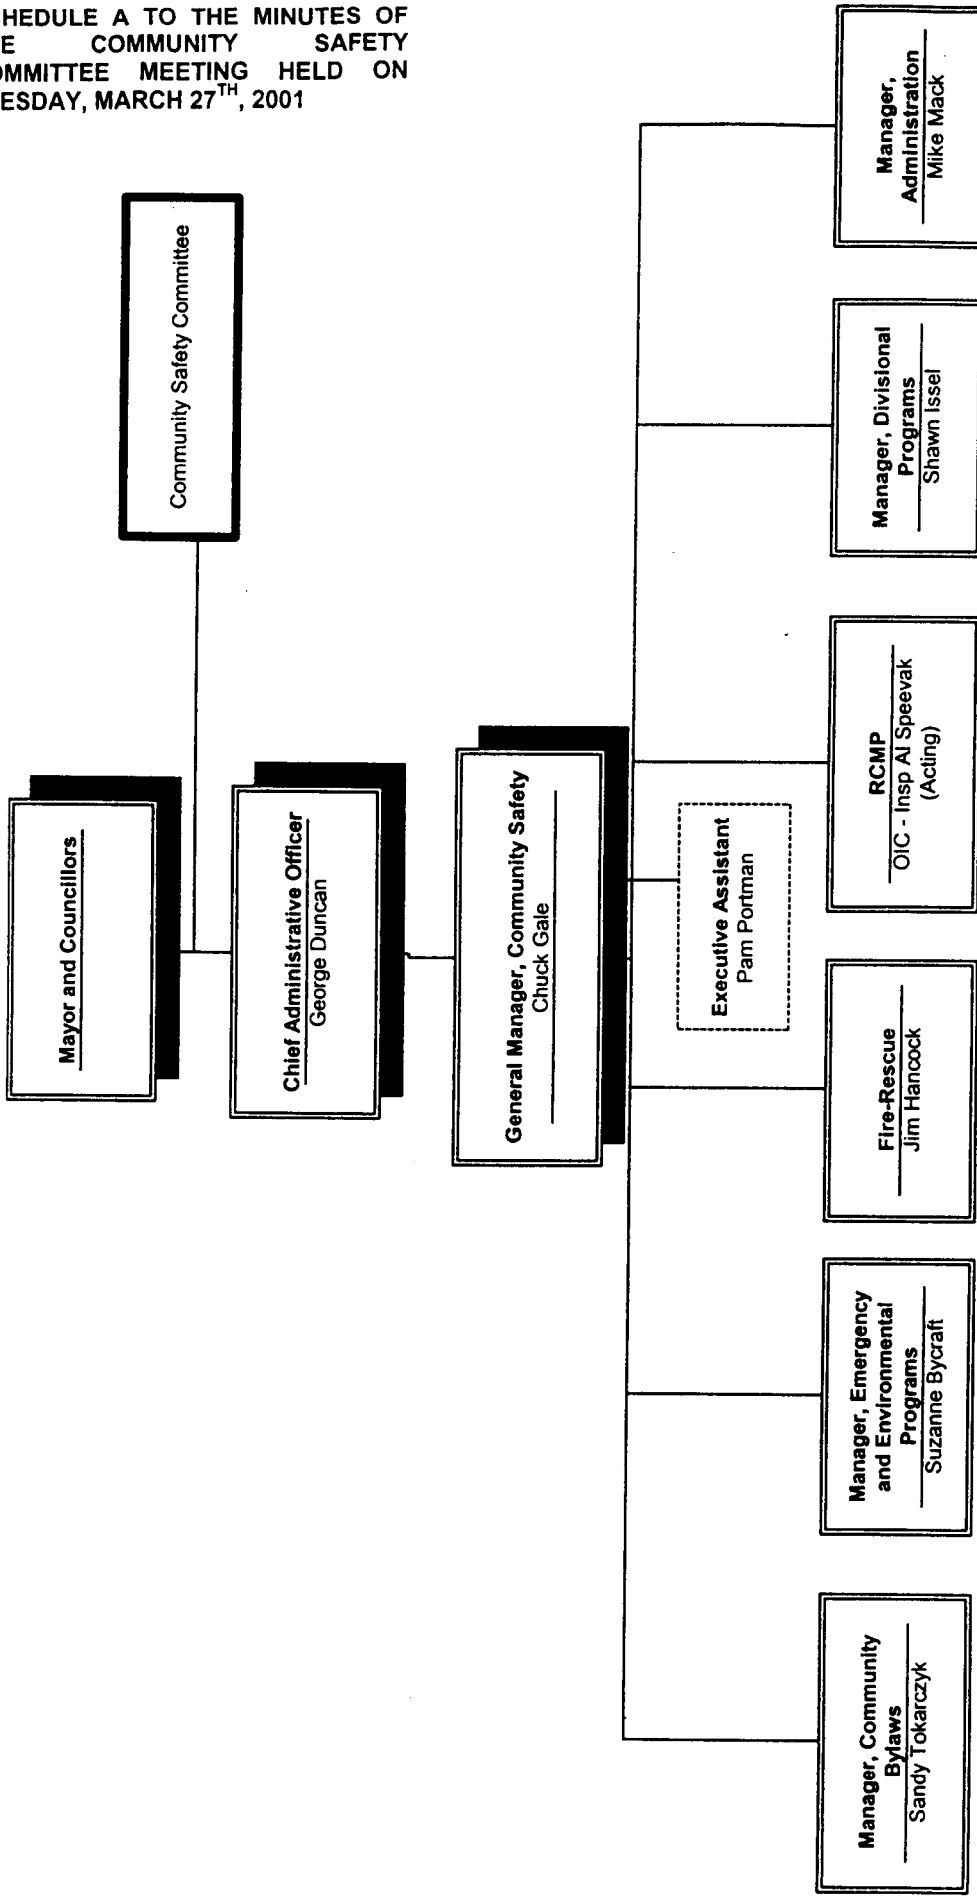 HEDULE A TO THE MINUTES OF
E COMMUNITY SAFETY
OMMITTEE MEETING HELD ON
ESDAY, MARCH 27TH, 2001
Community Safety Committee
Mayor and Councillors
Chief Administrative Officer
George Duncan
General Manager, Community Safety
Chuck Gale
Executive Assistant
Pam Portman
Manager, Community
Bylaws
Sandy Tokarczyk
Manager, Emergency
and Environmental
Programs
Suzanne Bycraft
Fire-Rescue
Jim Hancock
RCMP
OIC - Insp Al Speevak
(Acting)
Manager, Divisional
Programs
Shawn Issel
Manager,
Administration
Mike Mack